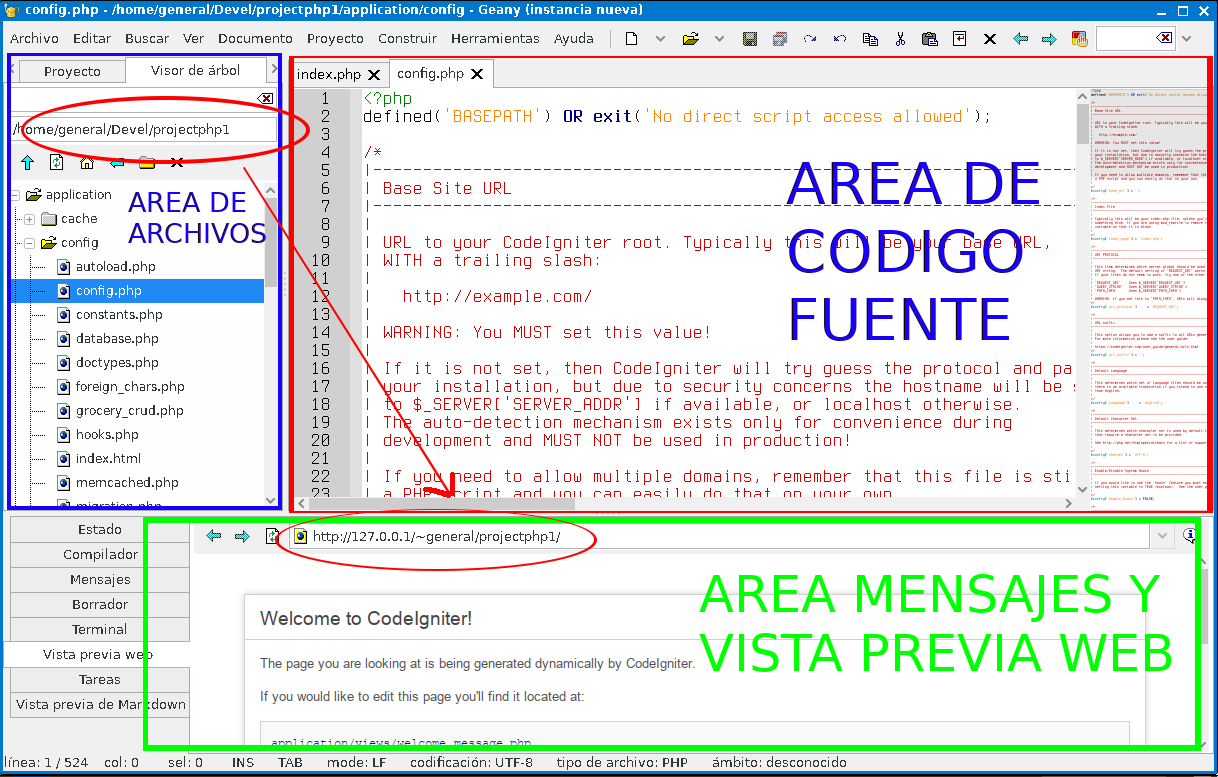 config.php - /home/general/Devel/projectphp1/application/config - Geany (instancia nueva)
Archivo Editar Buscar Ver Documento Proyecto Construir Herramientas Ayuda
Proyecto Visor de árbol
/home/general/Devel/projectphp1
application
cache
config
autoload.php
config.php
constants.php
database.php
doctypes.php
foreign_chars.php
grocery_crud.php
hooks.php
index.html
memcached.php
migration.php
AREA DE
ARCHIVOS
index.php config.php
1 <?php
2 defined('BASEPATH') OR exit('No direct script access allowed');
3
4 /*
5 |--------------------------------------------------------------------------
6 | Base Site URL
7 |--------------------------------------------------------------------------
8 |
9 | URL to your CodeIgniter root. Typically this will be your base URL,
10 | WITH a trailing slash:
11 |
12 | http://example.com/
13 |
14 | WARNING: You MUST set this value!
15 |
16 | If it is not set, then CodeIgniter will try guess the protocol and pa
17 | your installation, but due to security concerns the hostname will be s
18 | to $_SERVER['SERVER_ADDR'] if available, or localhost otherwise.
19 | The auto-detection mechanism exists only for convenience during
20 | development and MUST NOT be used in production!
21 |
22 | If you need to allow multiple domains, remember that this file is sti
23 | a PHP script and you can easily do that on your own.
AREA DE
CODIGO
FUENTE
Estado
Compilador
Mensajes
Borrador
Terminal
Vista previa web
Tareas
Vista previa de Markdown
http://127.0.0.1/~general/projectphp1/
Welcome to CodeIgniter!
The page you are looking at is being generated dynamically by CodeIgniter.
If you would like to edit this page you'll find it located at:
application/views/welcome_message.php
AREA MENSAJES Y
VISTA PREVIA WEB
línea: 1 / 524 col: 0 sel: 0 INS TAB mode: LF codificación: UTF-8 tipo de archivo: PHP ámbito: desconocido